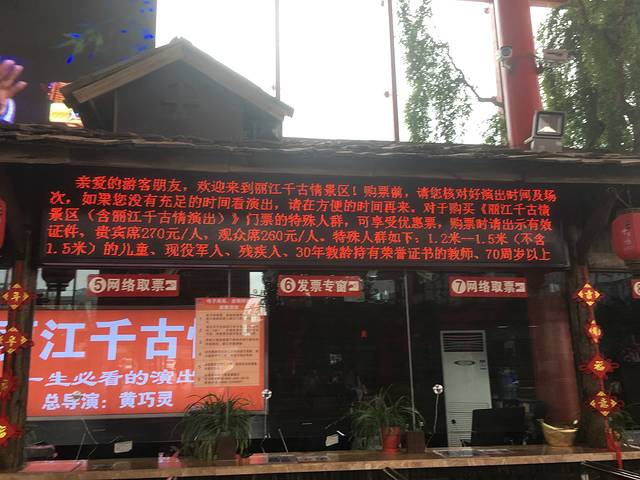 亲爱的游客朋友，欢迎来到丽江千古情景区！购票前，请您核对好演出时间及场
次，如果您没有充足的时间看演出，请在方便的时间再来。对于购买《丽江千古情
景区（含丽江千古情演出）》门票的特殊人群，可享受优惠票，购票时请出示有效
证件，贵宾席270元/人、观众席260元/人。特殊人群如下：1.2米—1.5米（不含
1.5米）的儿童、现役军人、残疾人、30年教龄持有荣誉证书的教师、70周岁以上
5 网络取票
6 发票专窗
7 网络取票
江千古情
一生必看的演出
总导演：黄巧灵